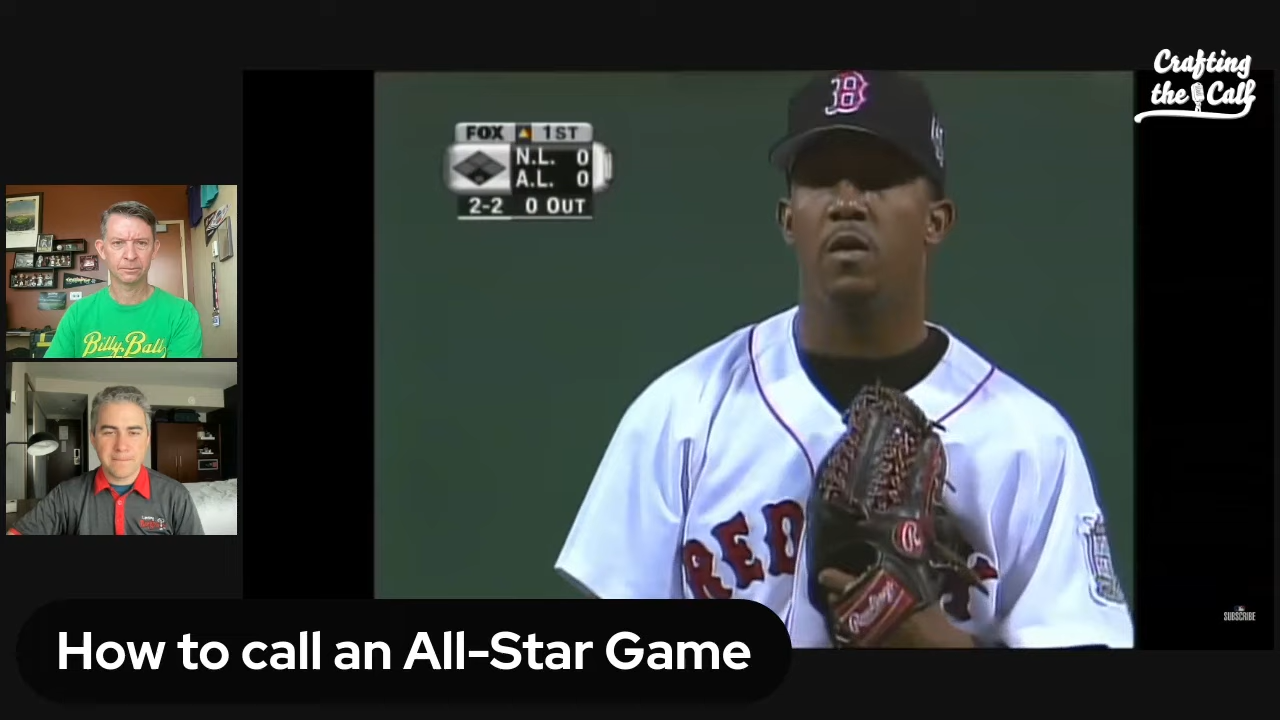 Crafting
the Call
FOX 1ST
N.L. 0
A.L. 0
2-2 0 OUT
B
RED
R
Rawlings
Billy Ball
SUBSCRIBE
How to call an All-Star Game